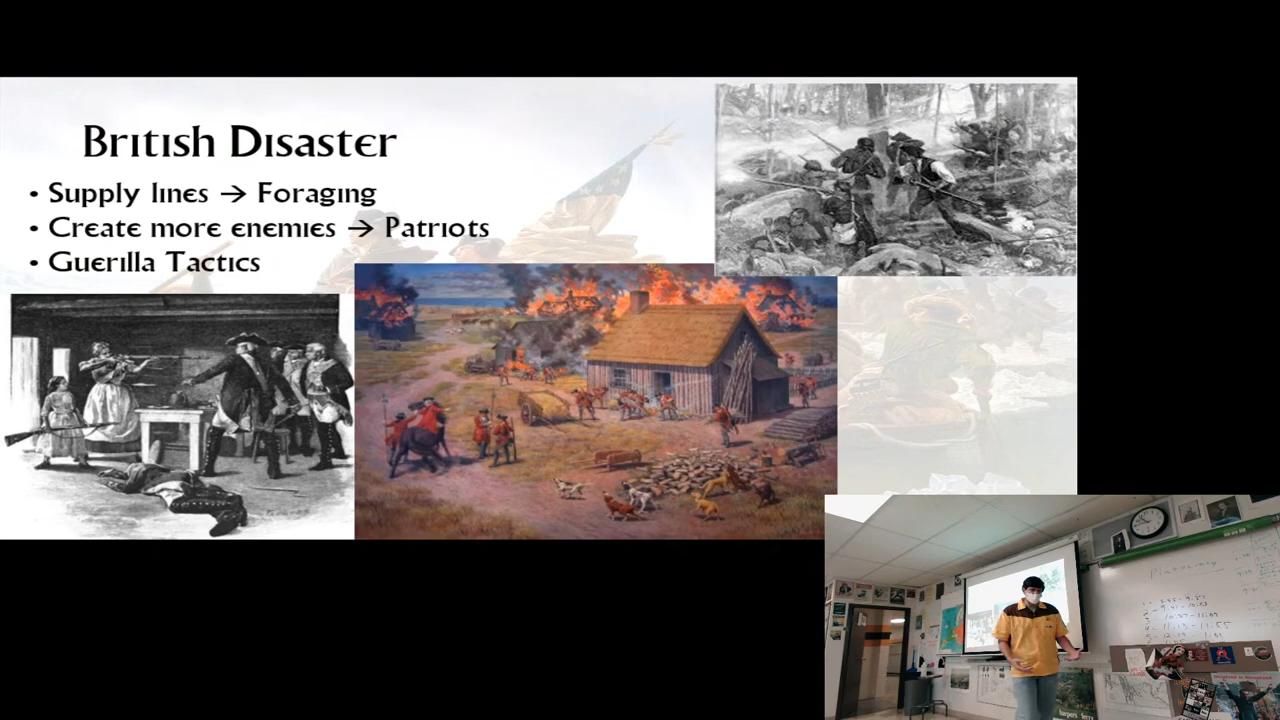 British Disaster
• Supply lines → Foraging
• Create more enemies → Patriots
• Guerilla Tactics